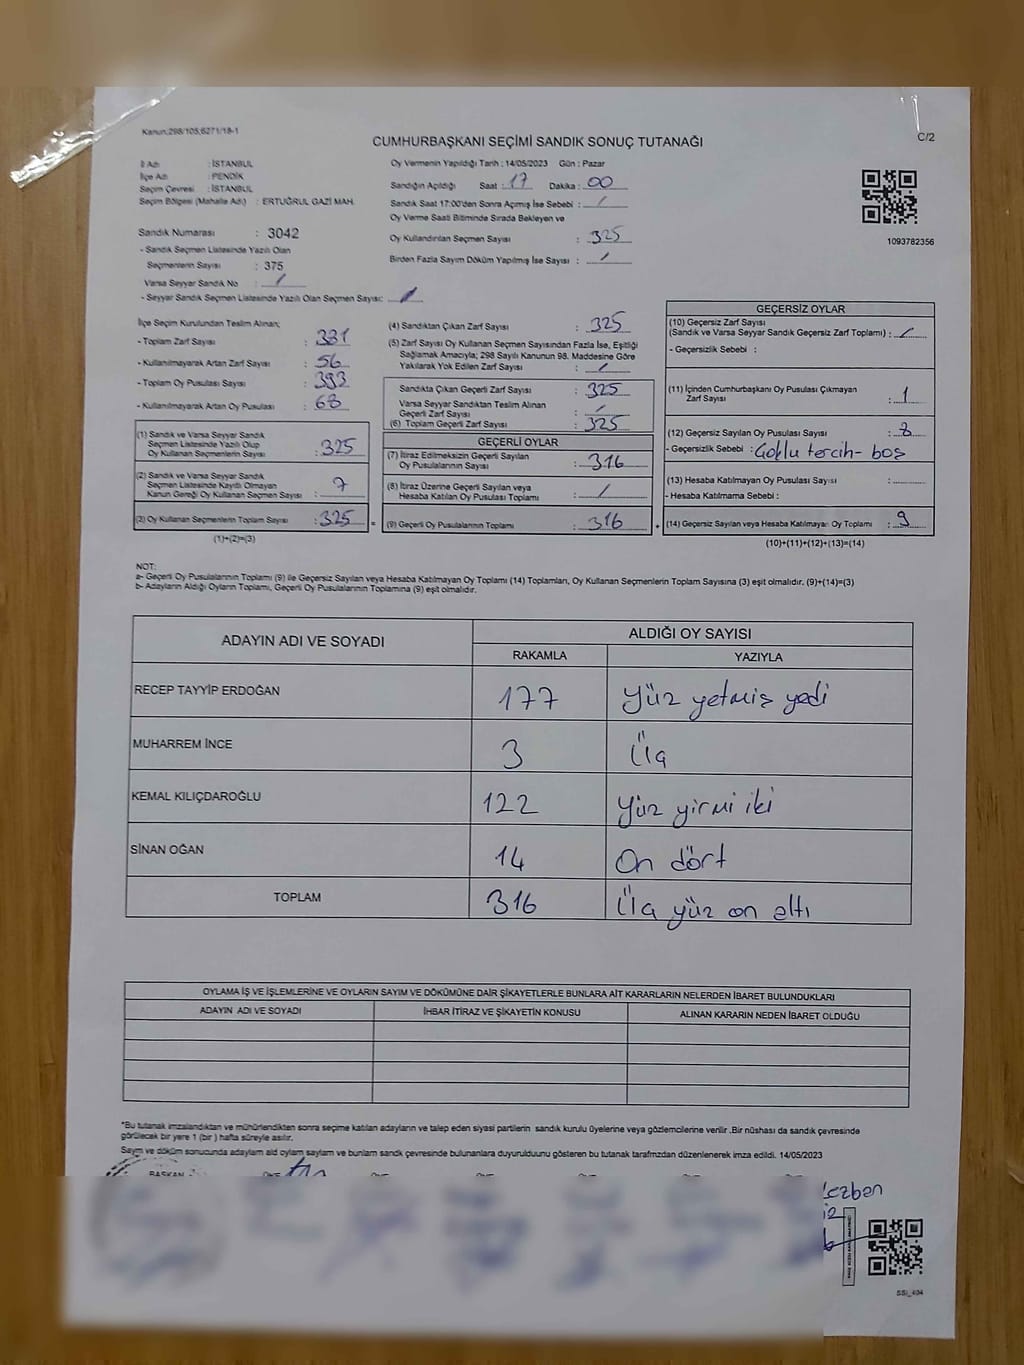 Kanun;298/105;6271/18-1
CUMHURBAŞKANI SEÇİMİ SANDIK SONUÇ TUTANAĞI
C/2
İl Adı : İSTANBUL
İlçe Adı : PENDİK
Seçim Çevresi : İSTANBUL
Seçim Bölgesi (Mahalle Adı) : ERTUĞRUL GAZİ MAH.
Oy Vermenin Yapıldığı Tarih : 14/05/2023 Gün : Pazar
Sandığın Açıldığı Saat : 17 Dakika : 00
Sandık Saat 17:00'den Sonra Açımış İse Sebebi : /
Oy Verme Saati Bitiminde Sırada Bekleyen ve
Oy Kullandırılan Seçmen Sayısı : 325
Birden Fazla Sayım Döküm Yapılmış İse Sayısı : /
1093782356
Sandık Numarası : 3042
- Sandık Seçmen Listesinde Yazılı Olan
Seçmenlerin Sayısı : 375
Varsa Seyyar Sandık No : /
- Seyyar Sandık Seçmen Listesinde Yazılı Olan Seçmen Sayısı: /
İlçe Seçim Kurulundan Teslim Alınan;
- Toplam Zarf Sayısı : 381
- Kullanılmayarak Artan Zarf Sayısı : 56
- Toplam Oy Pusulası Sayısı : 393
- Kullanılmayarak Artan Oy Pusulası : 68
(1) Sandık ve Varsa Seyyar Sandık
Seçmen Listesinde Yazılı Olup
Oy Kullanan Seçmenlerin Sayısı : 325
(2) Sandık ve Varsa Seyyar Sandık
Seçmen Listesinde Kayıtlı Olmayan
Kanun Gereği Oy Kullanan Seçmen Sayısı :
(3) Oy Kullanan Seçmenlerin Toplam Sayısı : 325 =
(1)+(2)=(3)
(4) Sandıktan Çıkan Zarf Sayısı : 325
(5) Zarf Sayısı Oy Kullanan Seçmen Sayısından Fazla İse, Eşitliği
Sağlamak Amacıyla; 298 Sayılı Kanunun 98. Maddesine Göre
Yakılarak Yok Edilen Zarf Sayısı : /
Sandıkta Çıkan Geçerli Zarf Sayısı : 325
Varsa Seyyar Sandıktan Teslim Alınan
Geçerli Zarf Sayısı : /
(6) Toplam Geçerli Zarf Sayısı : 325
GEÇERLİ OYLAR
(7) İtiraz Edilmeksizin Geçerli Sayılan
Oy Pusulalarının Sayısı : 316
(8) İtiraz Üzerine Geçerli Sayılan veya
Hesaba Katılan Oy Pusulası Toplamı : /
(9) Geçerli Oy Pusulalarının Toplamı : 316 +
GEÇERSİZ OYLAR
(10) Geçersiz Zarf Sayısı
(Sandık ve Varsa Seyyar Sandık Geçersiz Zarf Toplamı) : /
- Geçersizlik Sebebi :
(11) İçinden Cumhurbaşkanı Oy Pusulası Çıkmayan
Zarf Sayısı : 1
(12) Geçersiz Sayılan Oy Pusulası Sayısı : 8
- Geçersizlik Sebebi : Çoklu tercih- boş
(13) Hesaba Katılmayan Oy Pusulası Sayısı :
- Hesaba Katılmama Sebebi :
(14) Geçersiz Sayılan veya Hesaba Katılmayan Oy Toplamı : 9
(10)+(11)+(12)+(13)=(14)
NOT:
a- Geçerli Oy Pusulalarının Toplamı (9) ile Geçersiz Sayılan veya Hesaba Katılmayan Oy Toplamı (14) Toplamları, Oy Kullanan Seçmenlerin Toplam Sayısına (3) eşit olmalıdır. (9)+(14)=(3)
b- Adayların Aldığı Oyların Toplamı, Geçerli Oy Pusulalarının Toplamına (9) eşit olmalıdır.
ADAYIN ADI VE SOYADI
ALDIĞI OY SAYISI
RAKAMLA YAZIYLA
RECEP TAYYİP ERDOĞAN 177 Yüz yetmiş yedi
MUHARREM İNCE 3 Üç
KEMAL KILIÇDAROĞLU 122 Yüz yirmi iki
SİNAN OĞAN 14 On dört
TOPLAM 316 Üç yüz on altı
OYLAMA İŞ VE İŞLEMLERİNE VE OYLARIN SAYIM VE DÖKÜMÜNE DAİR ŞİKAYETLERLE BUNLARA AİT KARARLARIN NELERDEN İBARET BULUNDUKLARI
ADAYIN ADI VE SOYADI İHBAR İTİRAZ VE ŞİKAYETİN KONUSU ALINAN KARARIN NEDEN İBARET OLDUĞU
*Bu tutanak imzalandıktan ve mühürlendikten sonra seçime katılan adayların ve talep eden siyasi partilerin sandık kurulu üyelerine veya gözlemcilerine verilir .Bir nüshası da sandık çevresinde
görülecek bir yere 1 (bir ) hafta süreyle asılır.
Sayım ve döküm sonucunda adayların ald oyların sayların ve bunların sandk çevresinde bulunanlara duyurulduunu gösteren bu tutanak tarafmzdan düzenlenerek imza edildi. 14/05/2023
BAŞKAN
SSİ_404